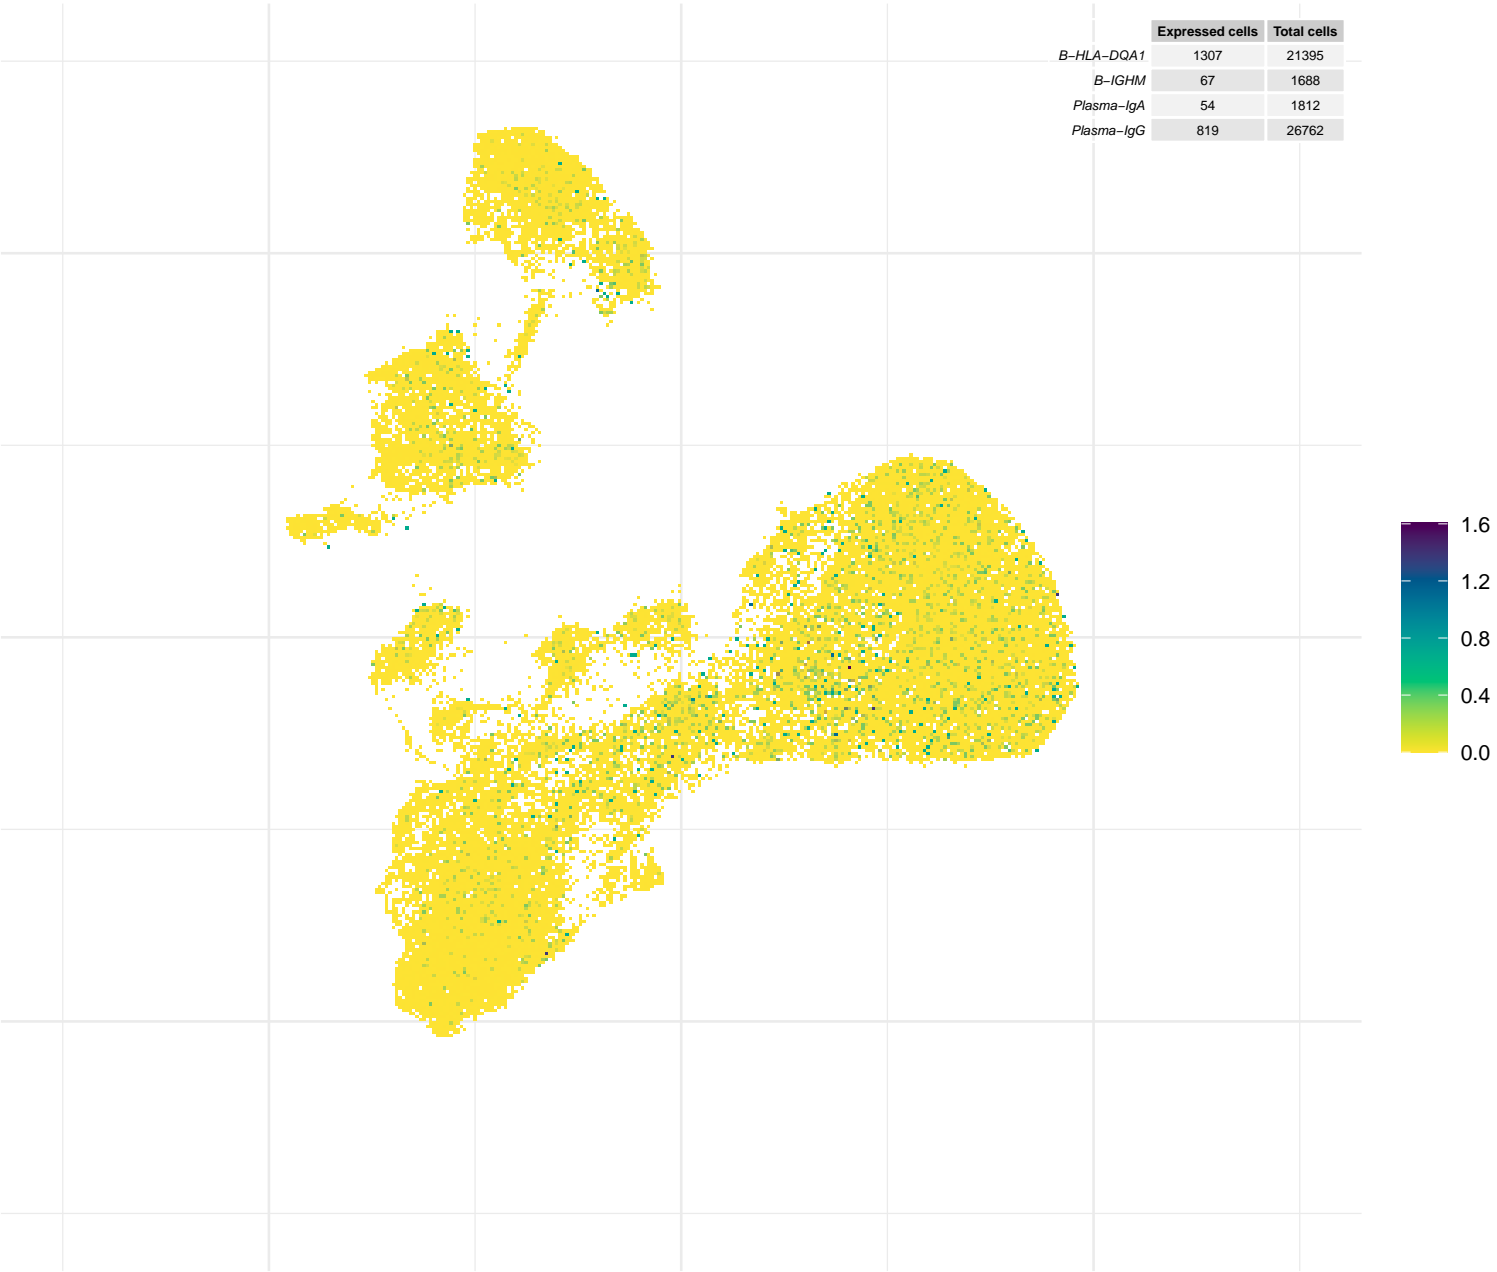 Expressed cells Total cells
B-HLA-DQA1 1307 21395
B-IGHM 67 1688
Plasma-IgA 54 1812
Plasma-IgG 819 26762
1.6
1.2
0.8
0.4
0.0